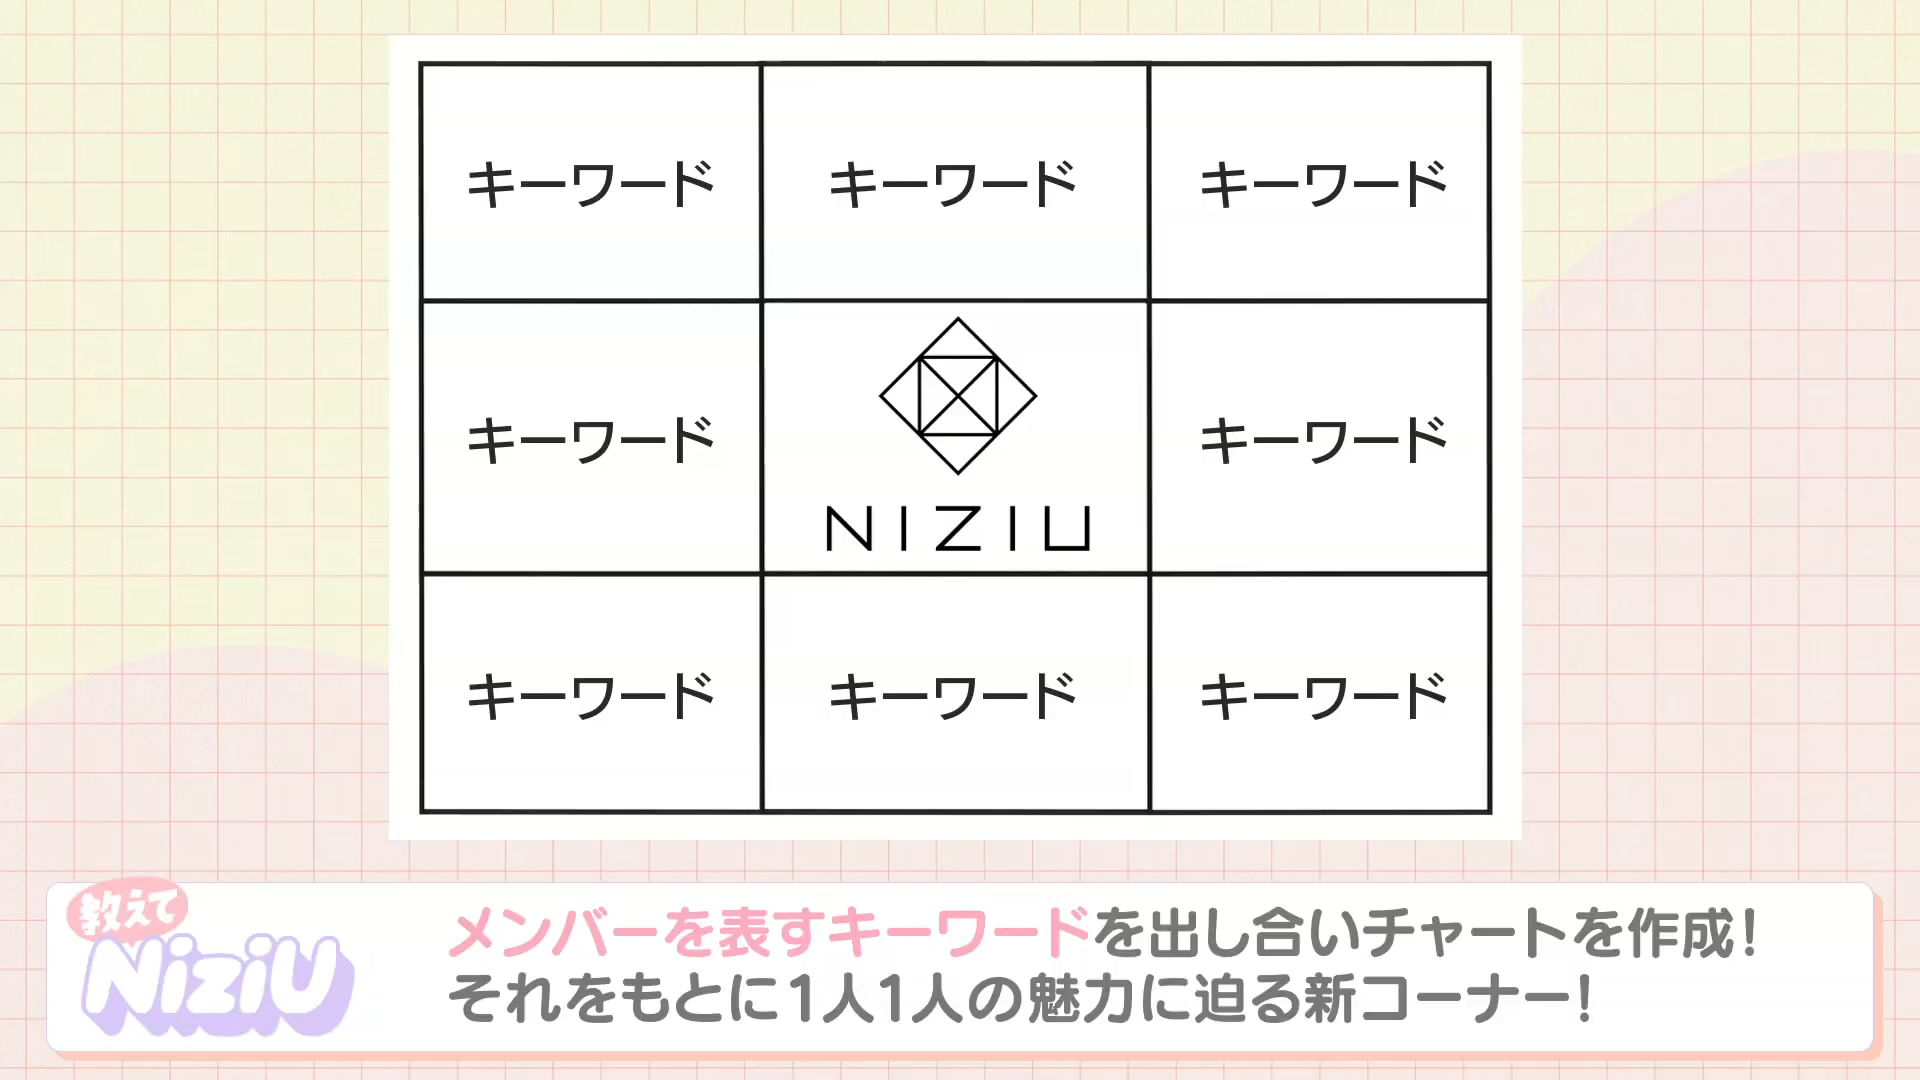 キーワード キーワード キーワード
キーワード NIZIU キーワード
キーワード キーワード キーワード
教えて
NiziU
メンバーを表すキーワードを出し合いチャートを作成!
それをもとに1人1人の魅力に迫る新コーナー!